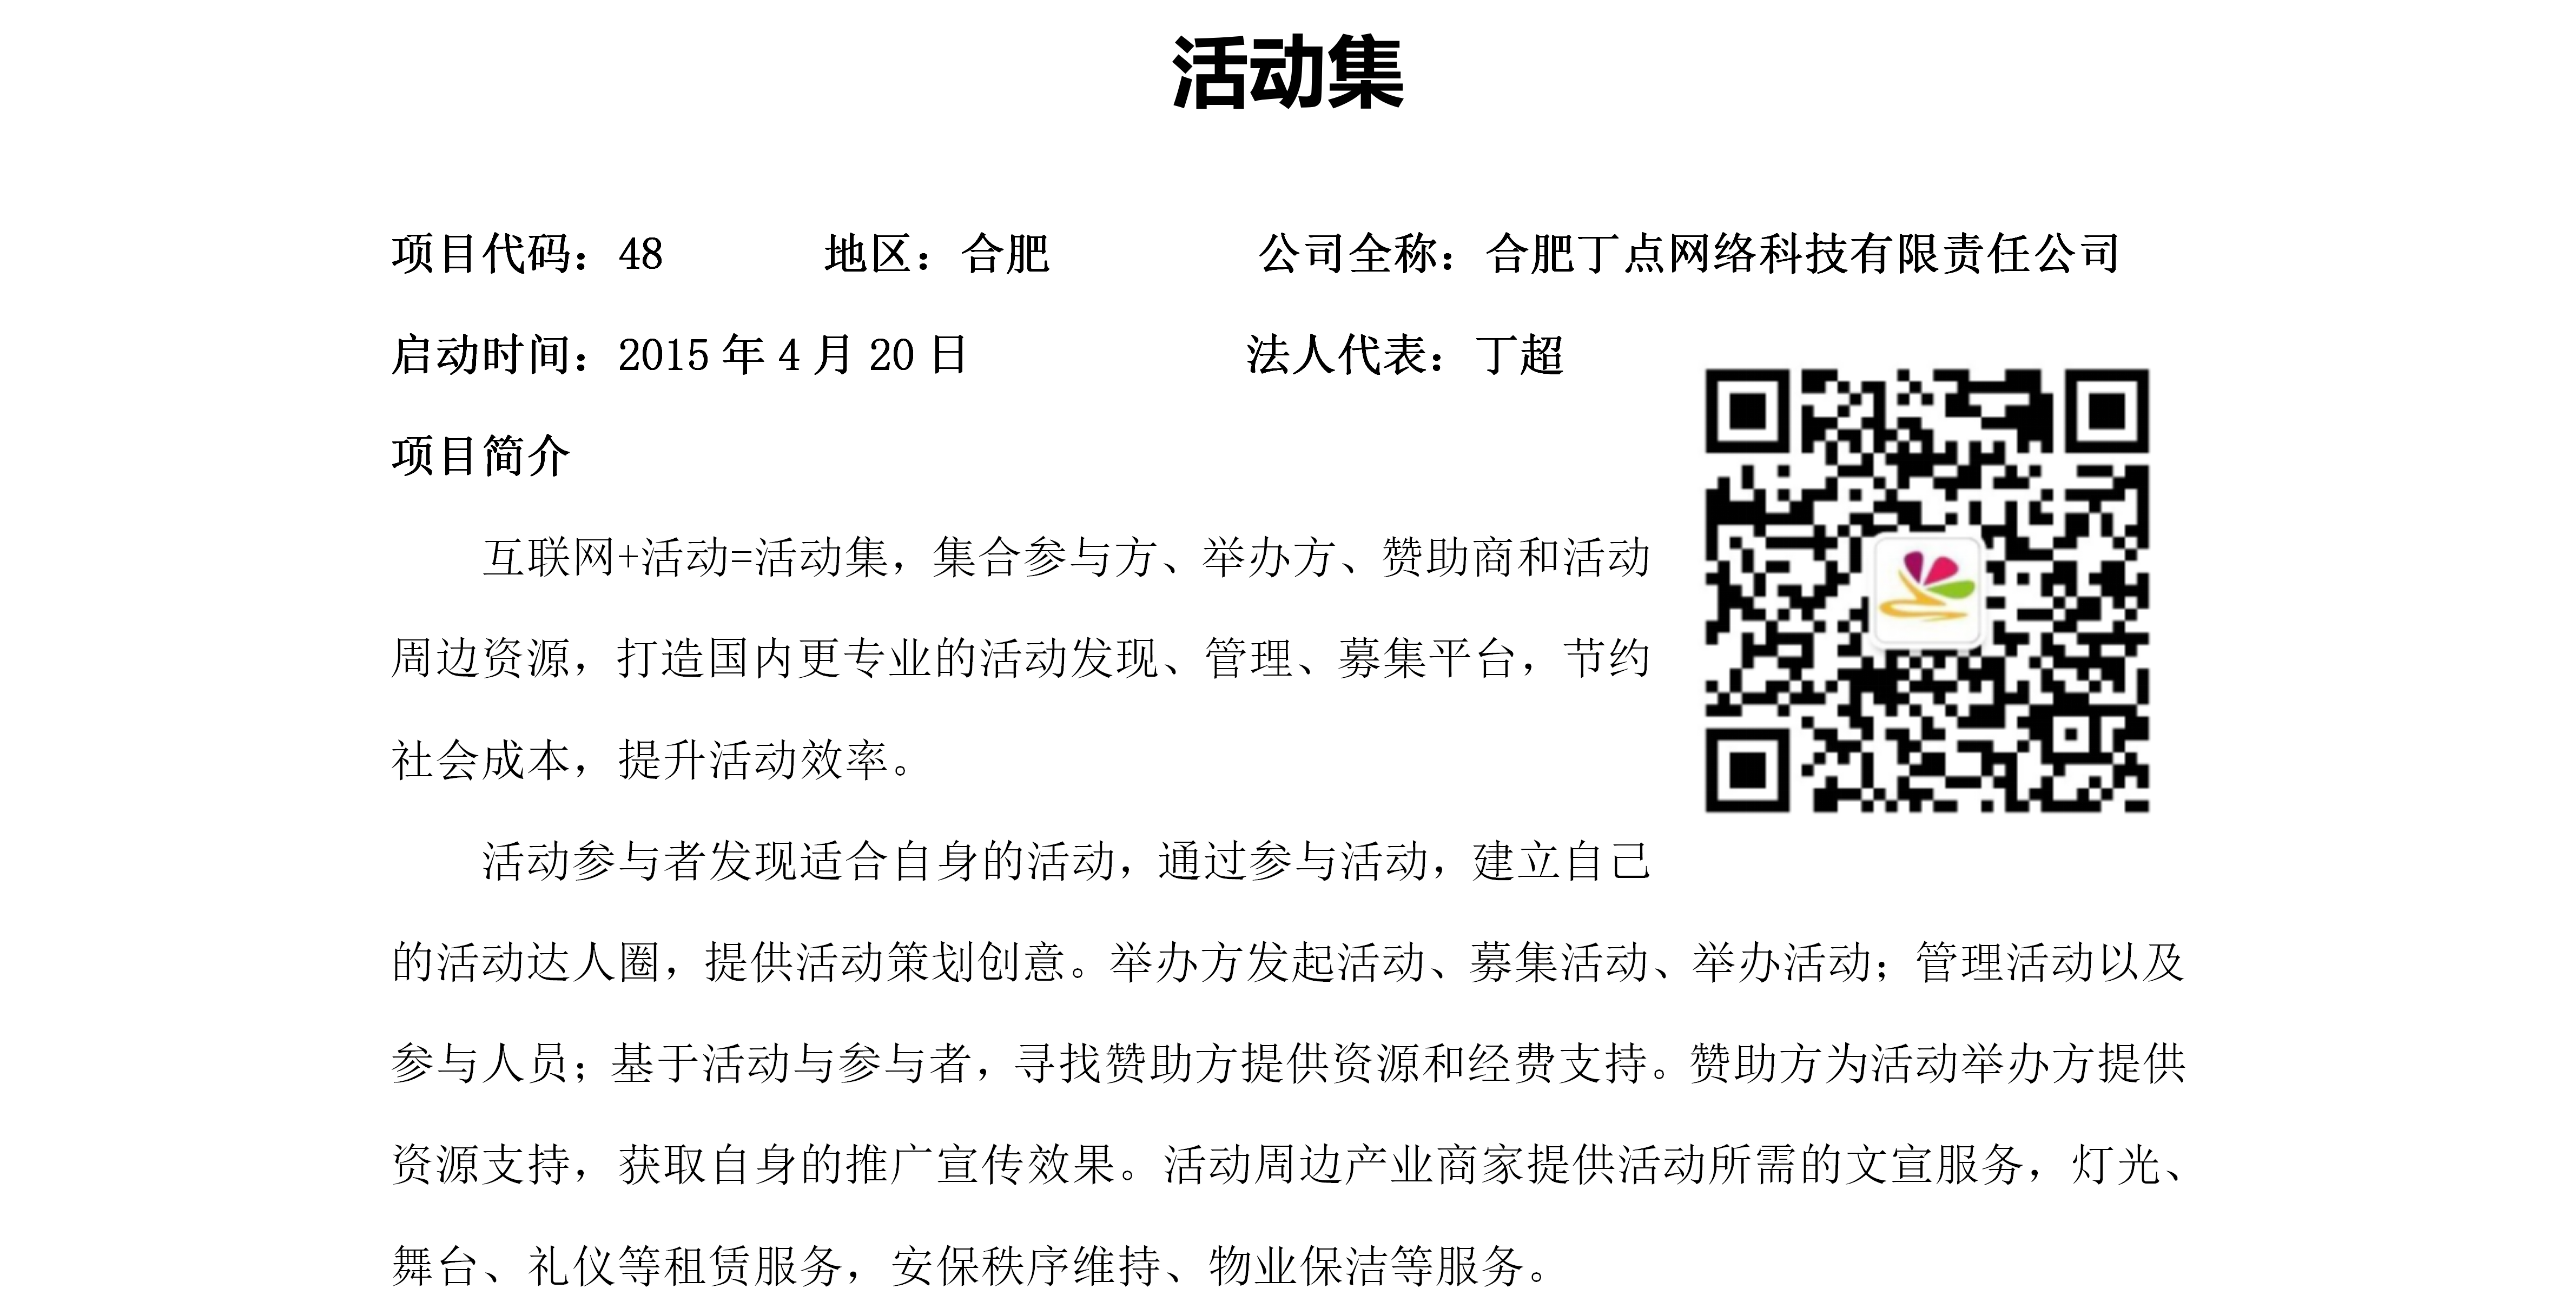 活动集
项目代码：48 地区：合肥 公司全称：合肥丁点网络科技有限责任公司
启动时间：2015 年 4 月 20 日 法人代表：丁超
项目简介
互联网+活动=活动集，集合参与方、举办方、赞助商和活动
周边资源，打造国内更专业的活动发现、管理、募集平台，节约
社会成本，提升活动效率。
活动参与者发现适合自身的活动，通过参与活动，建立自己
的活动达人圈，提供活动策划创意。举办方发起活动、募集活动、举办活动；管理活动以及
参与人员；基于活动与参与者，寻找赞助方提供资源和经费支持。赞助方为活动举办方提供
资源支持，获取自身的推广宣传效果。活动周边产业商家提供活动所需的文宣服务，灯光、
舞台、礼仪等租赁服务，安保秩序维持、物业保洁等服务。